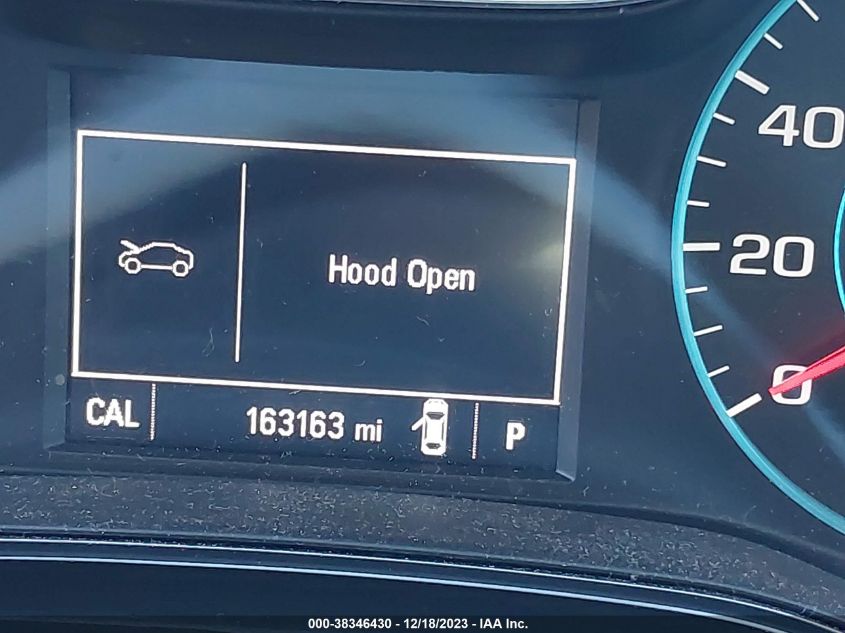 40
20
0
Hood Open
CAL 163163 mi P
000-38346430 - 12/18/2023 - IAA Inc.